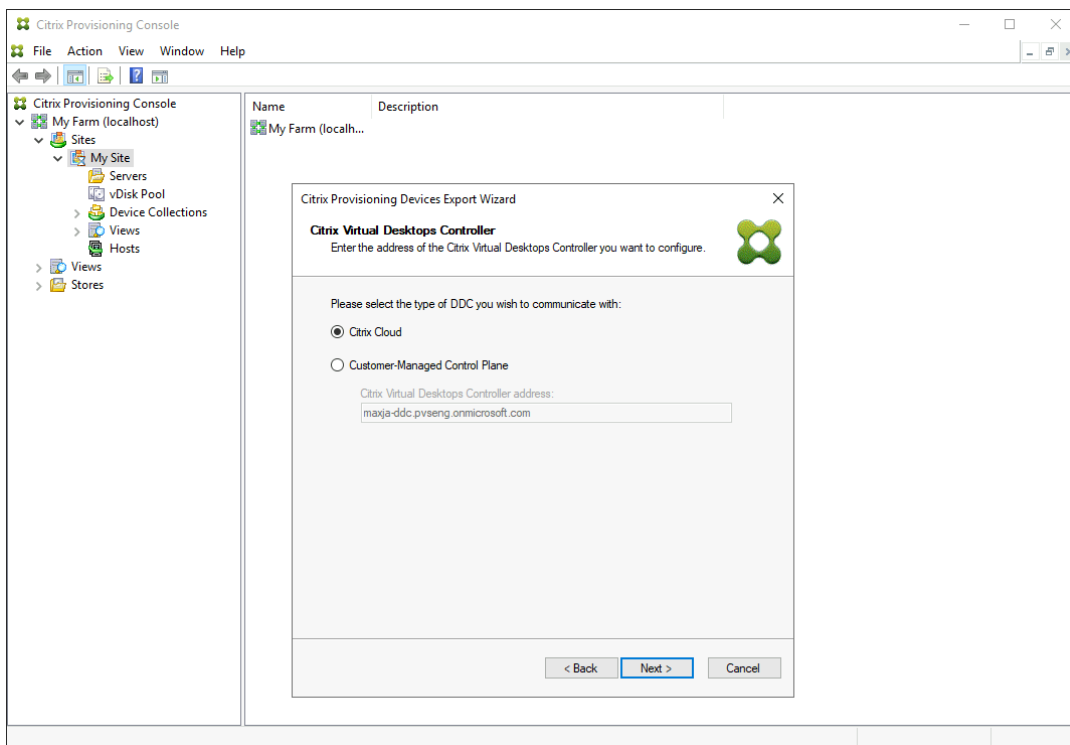 Citrix Provisioning Console
File Action View Window Help
Citrix Provisioning Console
My Farm (localhost)
Sites
My Site
Servers
vDisk Pool
Device Collections
Views
Hosts
Views
Stores
Name Description
My Farm (localh...
Citrix Provisioning Devices Export Wizard
Citrix Virtual Desktops Controller
Enter the address of the Citrix Virtual Desktops Controller you want to configure.
Please select the type of DDC you wish to communicate with:
Citrix Cloud
Customer-Managed Control Plane
Citrix Virtual Desktops Controller address:
maxja-ddc.pvseng.onmicrosoft.com
< Back Next > Cancel